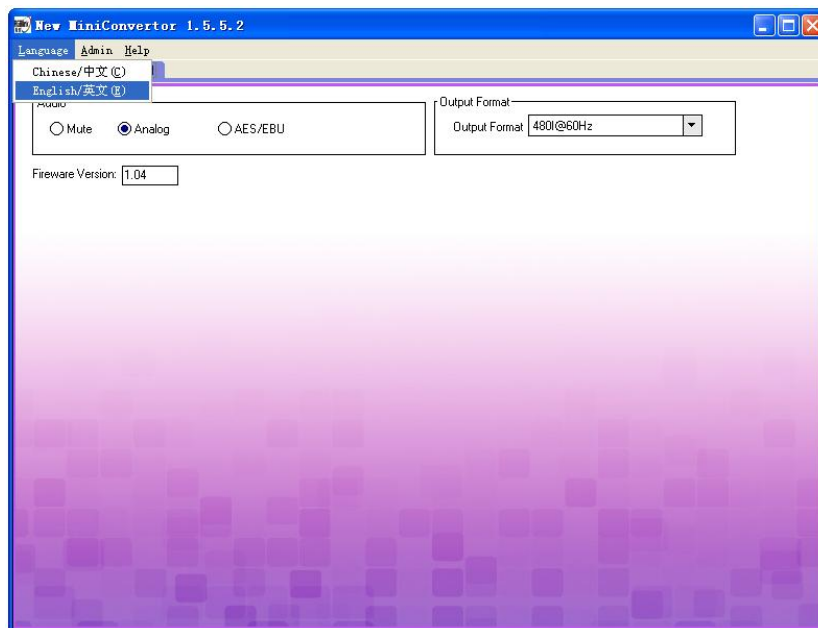 New MiniConvertor 1.5.5.2
Language Admin Help
Chinese/中文(C)
English/英文(E)
Audio
Output Format
Mute Analog AES/EBU
Output Format 480I@60Hz
Fireware Version: 1.04